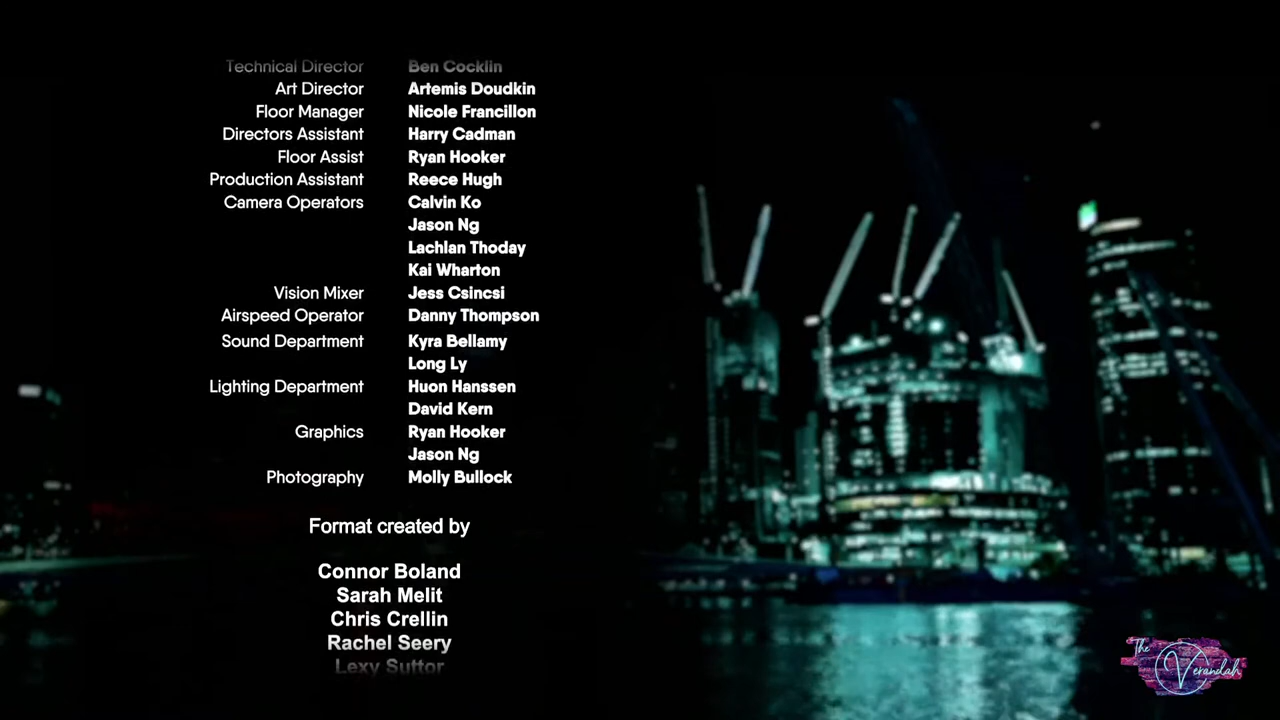 Technical Director Ben Cocklin
Art Director Artemis Doudkin
Floor Manager Nicole Francillon
Directors Assistant Harry Cadman
Floor Assist Ryan Hooker
Production Assistant Reece Hugh
Camera Operators Calvin Ko
Jason Ng
Lachlan Thoday
Kai Wharton
Vision Mixer Jess Csincsi
Airspeed Operator Danny Thompson
Sound Department Kyra Bellamy
Long Ly
Lighting Department Huon Hanssen
David Kern
Graphics Ryan Hooker
Jason Ng
Photography Molly Bullock
Format created by
Connor Boland
Sarah Melit
Chris Crellin
Rachel Seery
Lexy Suttor
The
Verandah